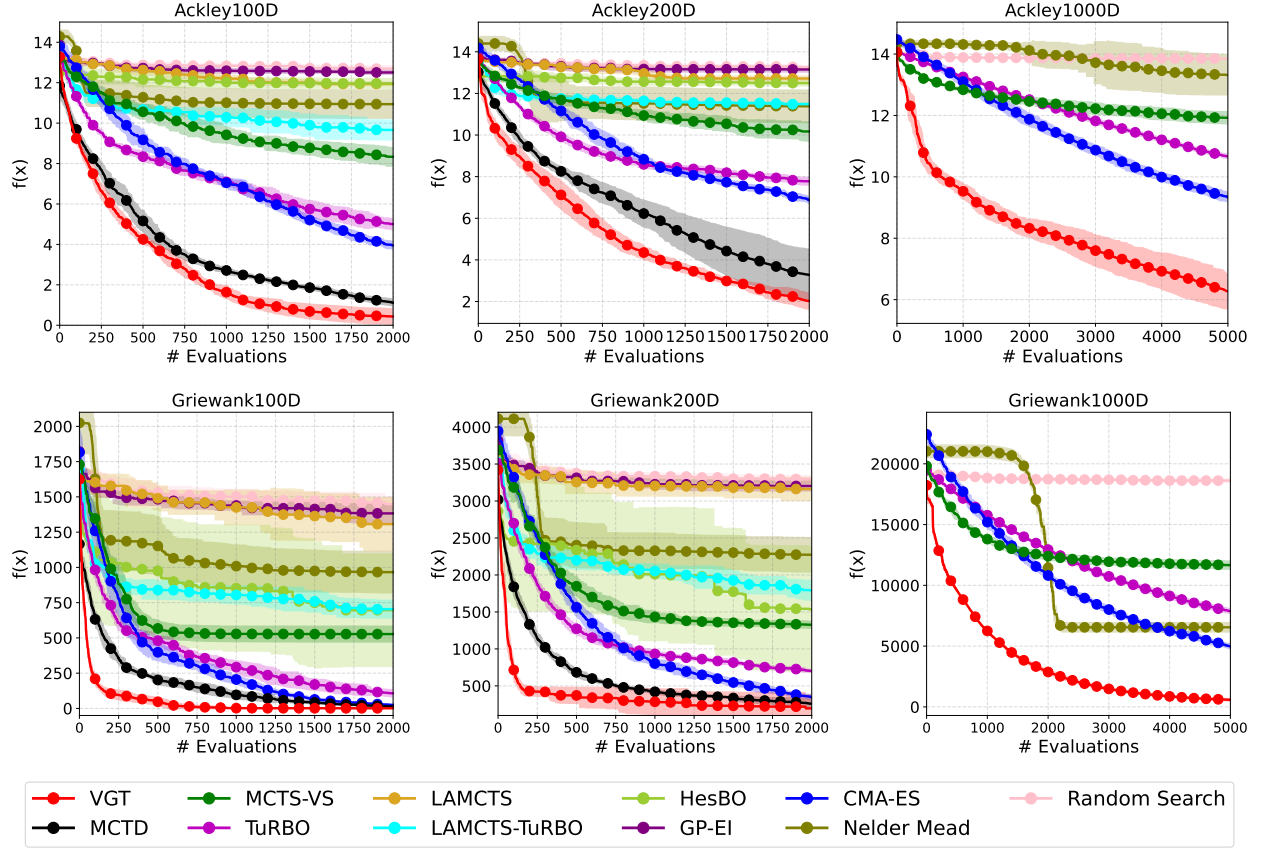 Ackley100D
f(x)
14
12
10
8
6
4
2
0
0 250 500 750 1000 1250 1500 1750 2000
# Evaluations
Ackley200D
f(x)
14
12
10
8
6
4
2
0 250 500 750 1000 1250 1500 1750 2000
# Evaluations
Ackley1000D
f(x)
14
12
10
8
6
0 1000 2000 3000 4000 5000
# Evaluations
Griewank100D
f(x)
2000
1750
1500
1250
1000
750
500
250
0
0 250 500 750 1000 1250 1500 1750 2000
# Evaluations
Griewank200D
f(x)
4000
3500
3000
2500
2000
1500
1000
500
0 250 500 750 1000 1250 1500 1750 2000
# Evaluations
Griewank1000D
f(x)
20000
15000
10000
5000
0
0 1000 2000 3000 4000 5000
# Evaluations
VGT MCTS-VS LAMCTS HesBO CMA-ES Random Search
MCTD TuRBO LAMCTS-TuRBO GP-EI Nelder Mead